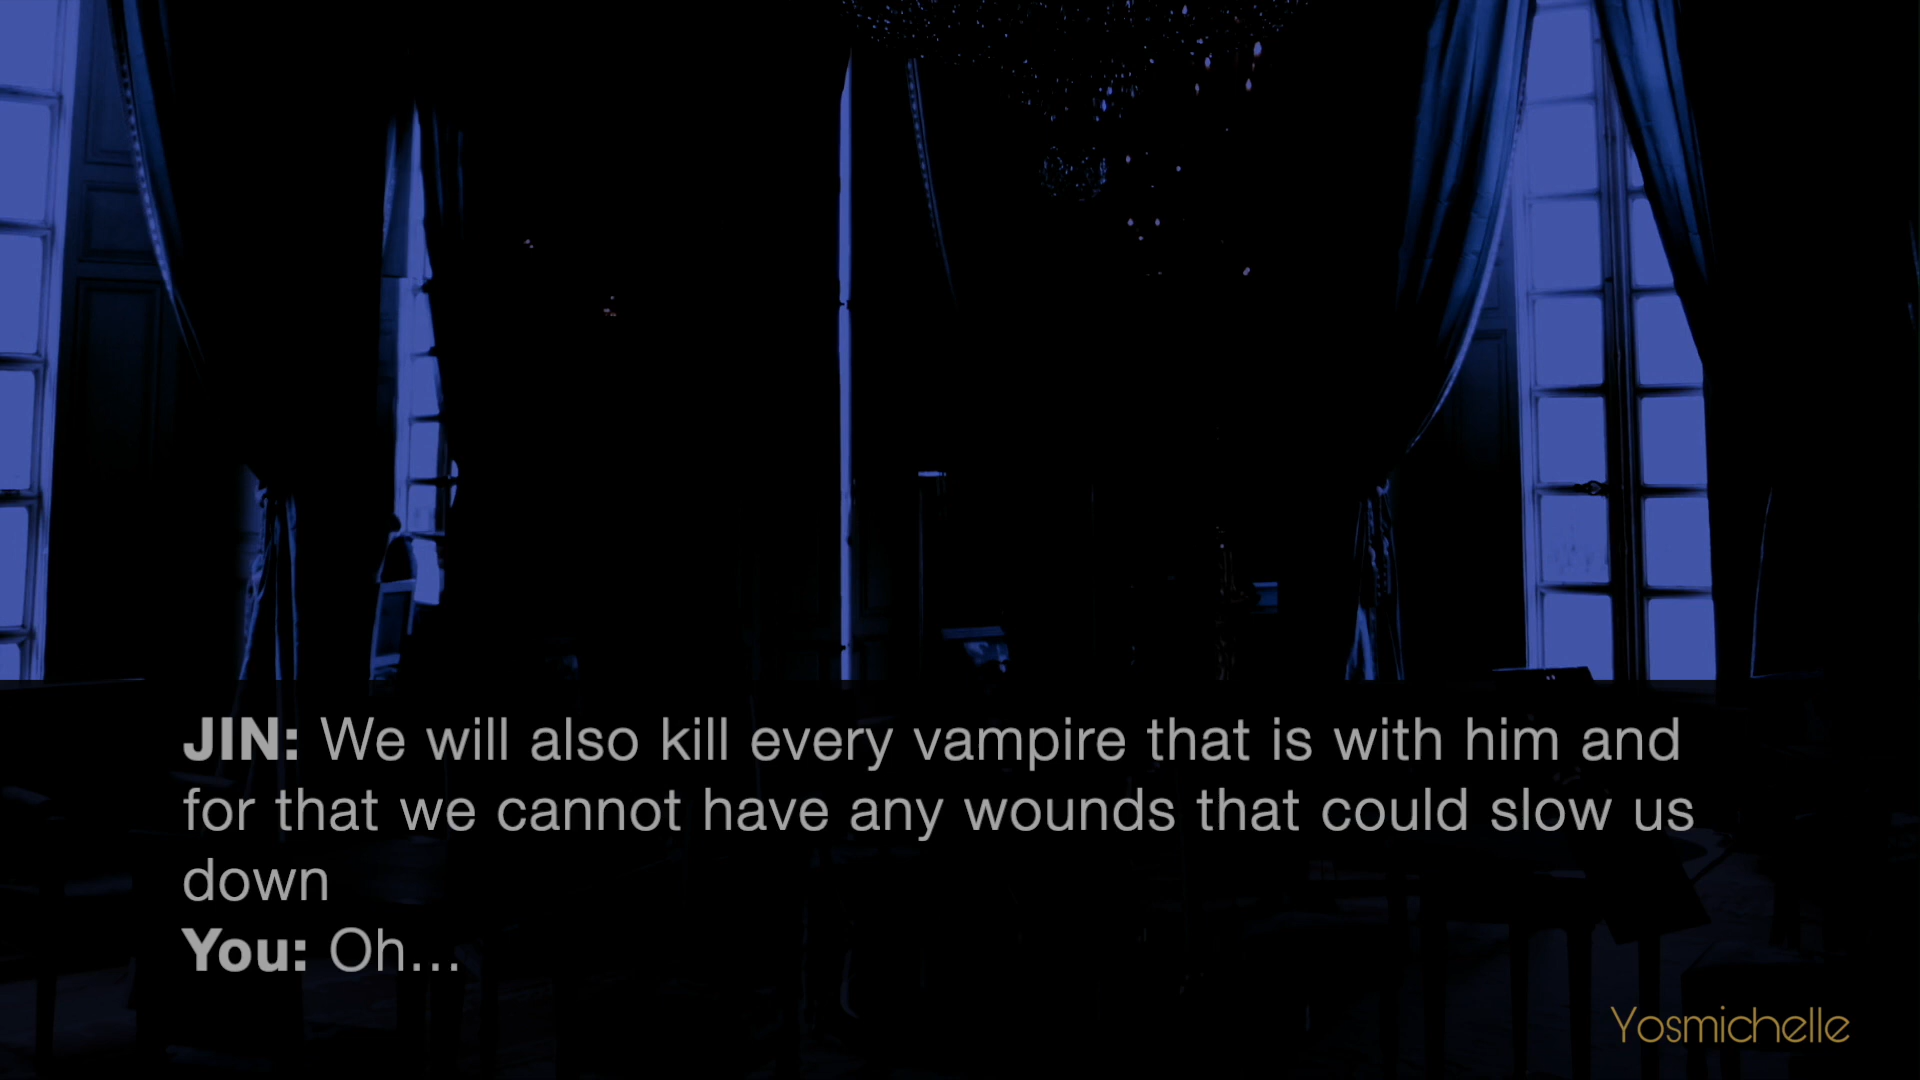 JIN: We will also kill every vampire that is with him and
for that we cannot have any wounds that could slow us
down
You: Oh...
Yosmichelle